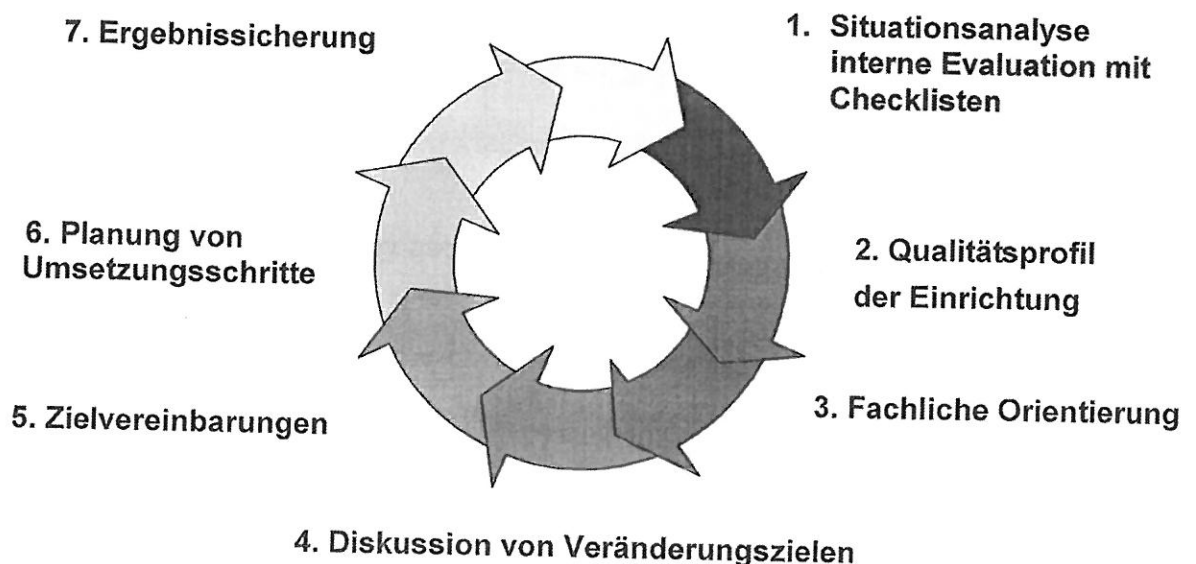 1. Situationsanalyse
interne Evaluation mit
Checklisten
2. Qualitätsprofil
der Einrichtung
3. Fachliche Orientierung
4. Diskussion von Veränderungszielen
5. Zielvereinbarungen
6. Planung von
Umsetzungsschritte
7. Ergebnissicherung